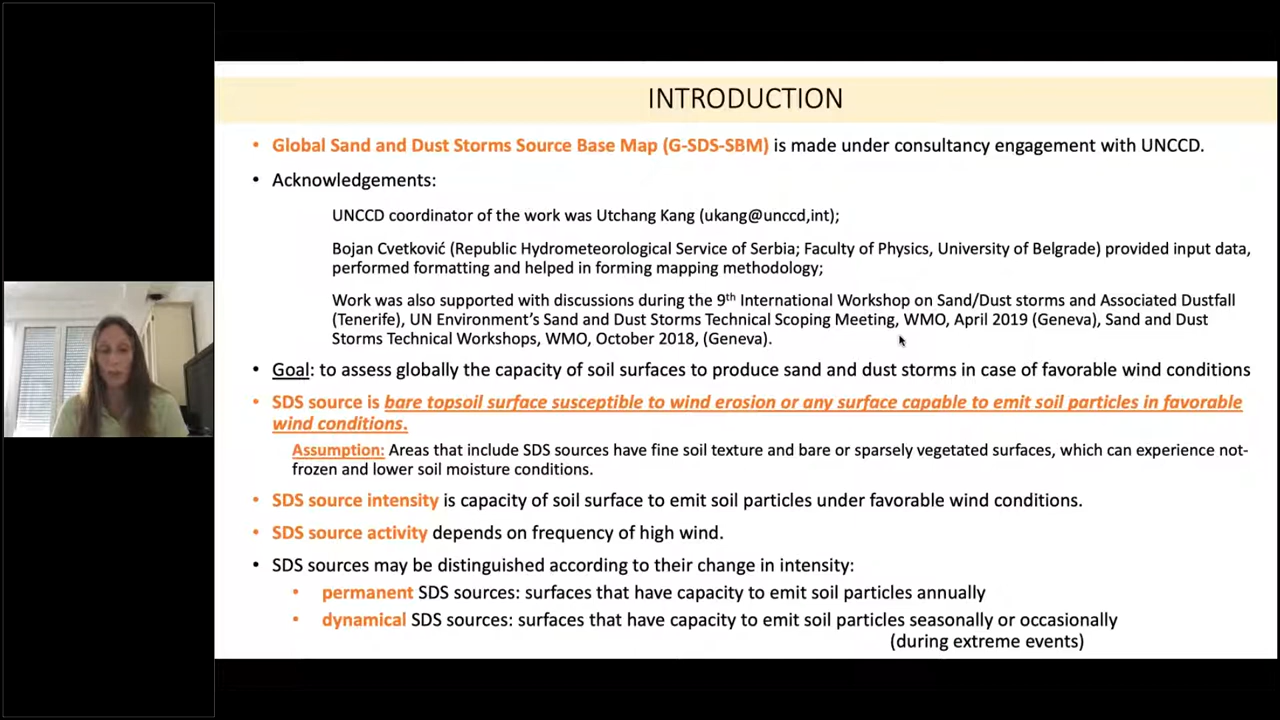 INTRODUCTION
• Global Sand and Dust Storms Source Base Map (G-SDS-SBM) is made under consultancy engagement with UNCCD.
• Acknowledgements:
UNCCD coordinator of the work was Utchang Kang (ukang@unccd,int);
Bojan Cvetković (Republic Hydrometeorological Service of Serbia; Faculty of Physics, University of Belgrade) provided input data,
performed formatting and helped in forming mapping methodology;
Work was also supported with discussions during the 9th International Workshop on Sand/Dust storms and Associated Dustfall
(Tenerife), UN Environment’s Sand and Dust Storms Technical Scoping Meeting, WMO, April 2019 (Geneva), Sand and Dust
Storms Technical Workshops, WMO, October 2018, (Geneva).
• Goal: to assess globally the capacity of soil surfaces to produce sand and dust storms in case of favorable wind conditions
• SDS source is bare topsoil surface susceptible to wind erosion or any surface capable to emit soil particles in favorable
wind conditions.
Assumption: Areas that include SDS sources have fine soil texture and bare or sparsely vegetated surfaces, which can experience not-
frozen and lower soil moisture conditions.
• SDS source intensity is capacity of soil surface to emit soil particles under favorable wind conditions.
• SDS source activity depends on frequency of high wind.
• SDS sources may be distinguished according to their change in intensity:
• permanent SDS sources: surfaces that have capacity to emit soil particles annually
• dynamical SDS sources: surfaces that have capacity to emit soil particles seasonally or occasionally
(during extreme events)